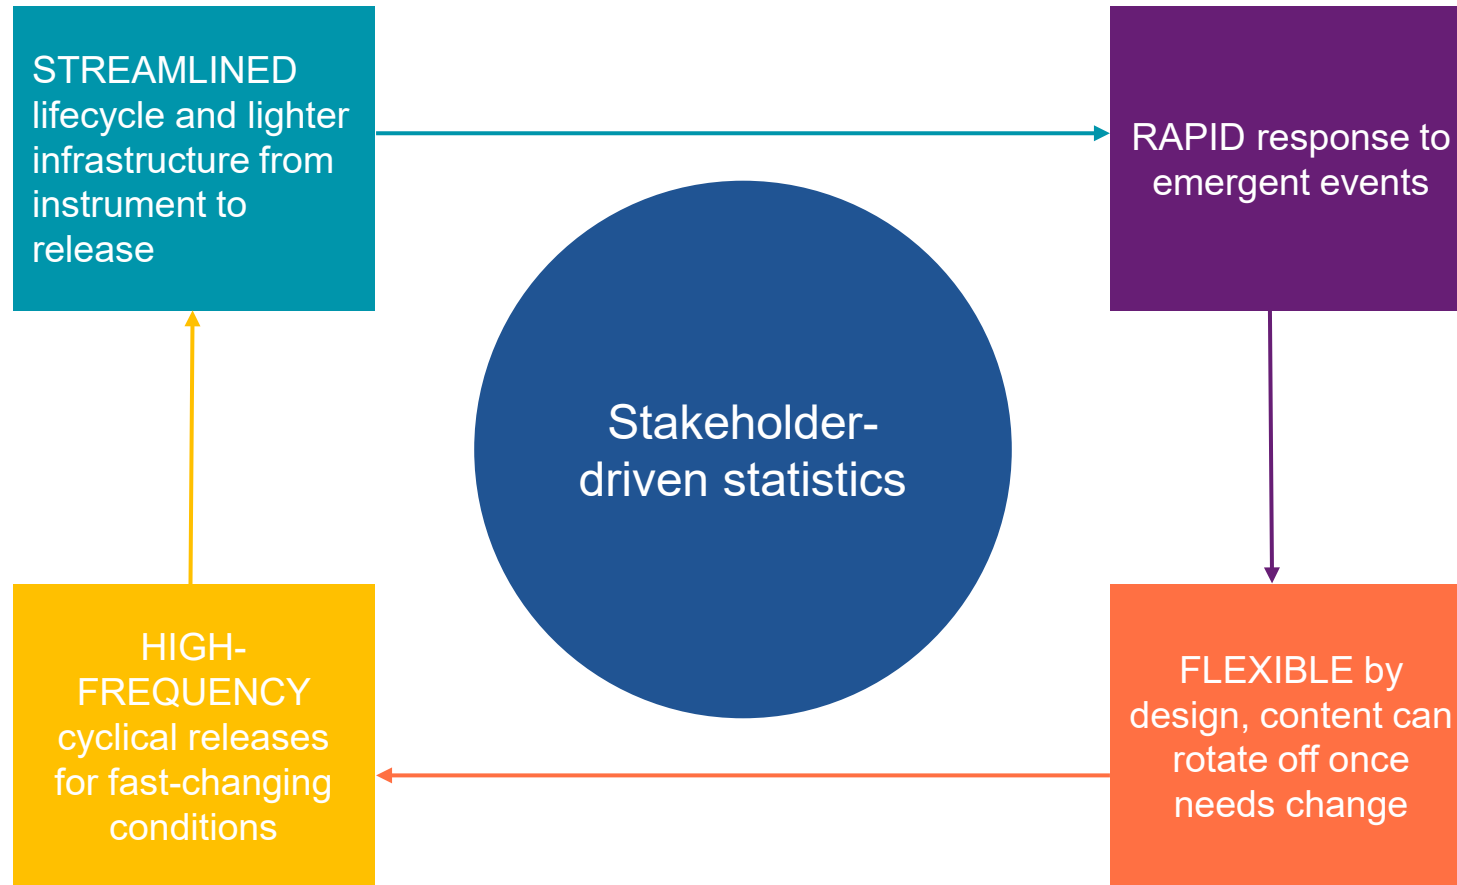 STREAMLINED
lifecycle and lighter
infrastructure from
instrument to
release
RAPID response to
emergent events
Stakeholder-
driven statistics
HIGH-
FREQUENCY
cyclical releases
for fast-changing
conditions
FLEXIBLE by
design, content can
rotate off once
needs change